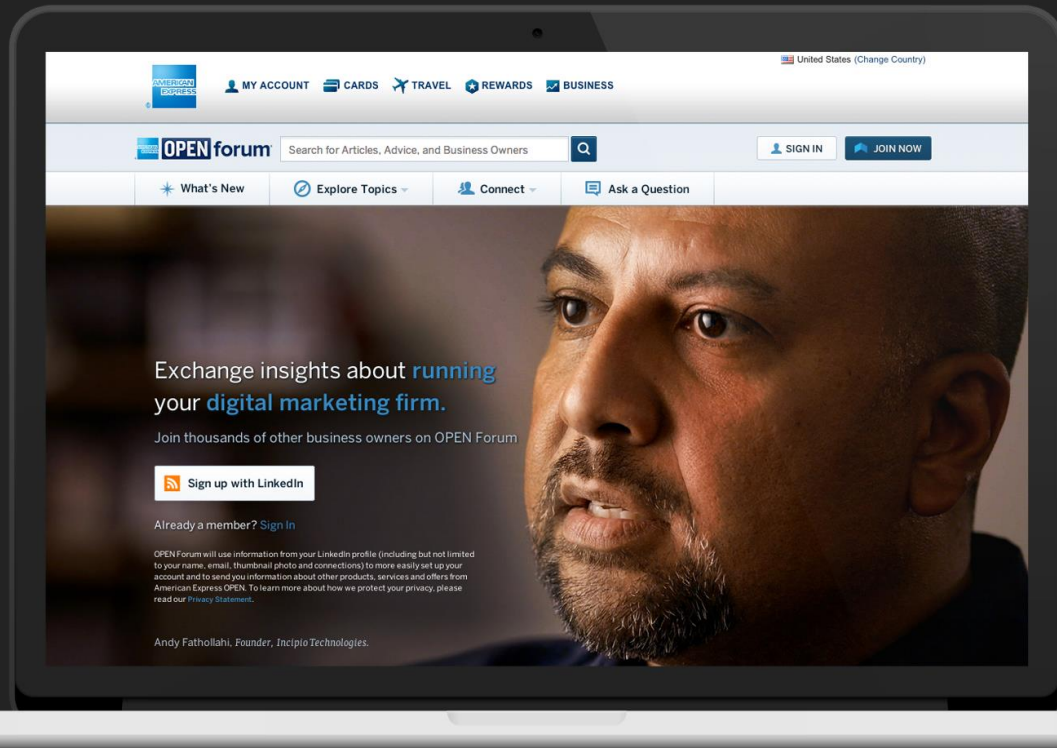 United States (Change Country)
AMERICAN
EXPRESS
®
MY ACCOUNT CARDS TRAVEL REWARDS BUSINESS
OPEN forum
Search for Articles, Advice, and Business Owners
SIGN IN JOIN NOW
What's New Explore Topics Connect Ask a Question
Exchange insights about running
your digital marketing firm.
Join thousands of other business owners on OPEN Forum
Sign up with LinkedIn
Already a member? Sign In
OPEN Forum will use information from your LinkedIn profile (including but not limited
to your name, email, thumbnail photo and connections) to more easily set up your
account and to send you information about other products, services and offers from
American Express OPEN. To learn more about how we protect your privacy, please
read our Privacy Statement.
Andy Fathollahi, Founder, Incipio Technologies.